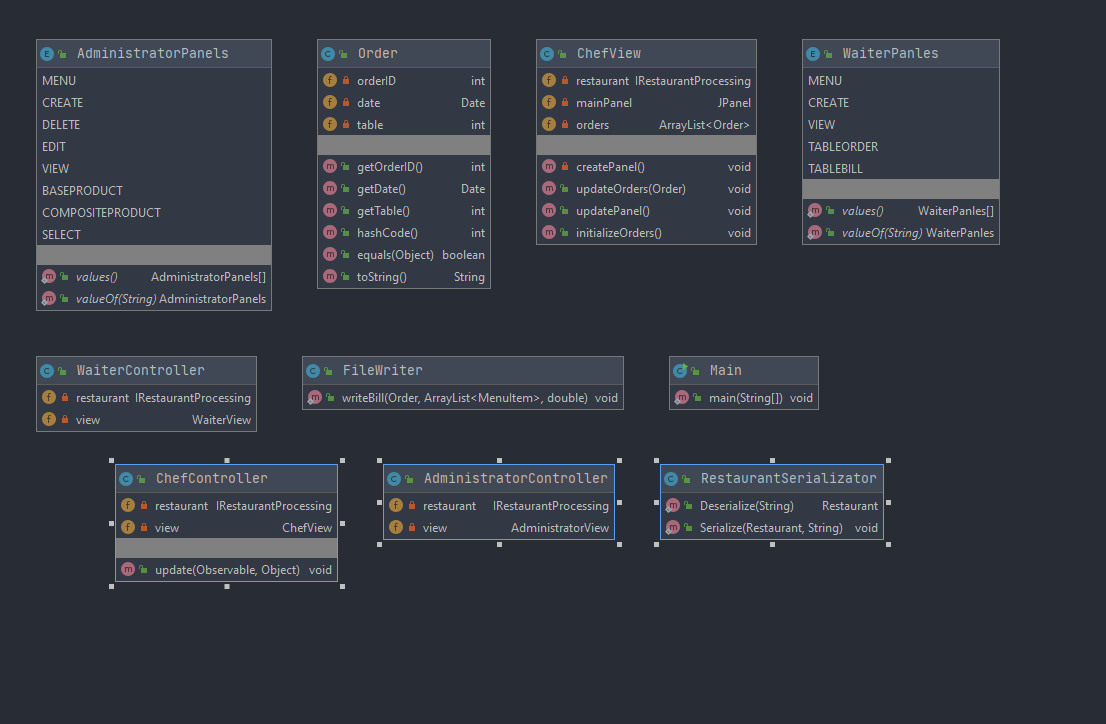 AdministratorPanels
MENU
CREATE
DELETE
EDIT
VIEW
BASEPRODUCT
COMPOSITEPRODUCT
SELECT
values() AdministratorPanels[]
valueOf(String) AdministratorPanels
Order
orderID int
date Date
table int
getOrderID() int
getDate() Date
getTable() int
hashCode() int
equals(Object) boolean
toString() String
ChefView
restaurant IRestaurantProcessing
mainPanel JPanel
orders ArrayList<Order>
createPanel() void
updateOrders(Order) void
updatePanel() void
initializeOrders() void
WaiterPanles
MENU
CREATE
VIEW
TABLEORDER
TABLEBILL
values() WaiterPanles[]
valueOf(String) WaiterPanles
WaiterController
restaurant IRestaurantProcessing
view WaiterView
FileWriter
writeBill(Order, ArrayList<MenuItem>, double) void
Main
main(String[]) void
ChefController
restaurant IRestaurantProcessing
view ChefView
update(Observable, Object) void
AdministratorController
restaurant IRestaurantProcessing
view AdministratorView
RestaurantSerializator
Deserialize(String) Restaurant
Serialize(Restaurant, String) void